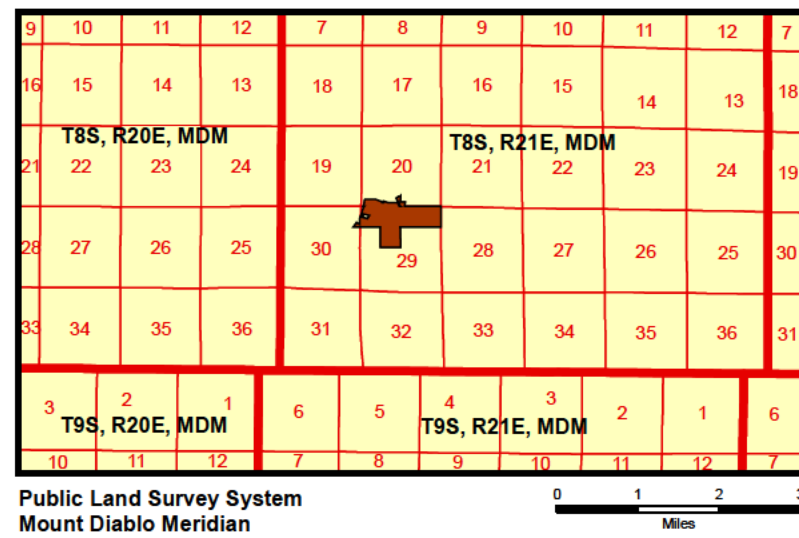 9 10 11 12 7 8 9 10 11 12 7
16 15 14 13 18 17 16 15 14 13 18
T8S, R20E, MDM T8S, R21E, MDM
21 22 23 24 19 20 21 22 23 24 19
28 27 26 25 30 29 28 27 26 25 30
33 34 35 36 31 32 33 34 35 36 31
3 2 1 6 5 4 3 2 1 6
T9S, R20E, MDM T9S, R21E, MDM
10 11 12 7 8 9 10 11 12 7
Public Land Survey System
Mount Diablo Meridian
0 1 2 3
Miles